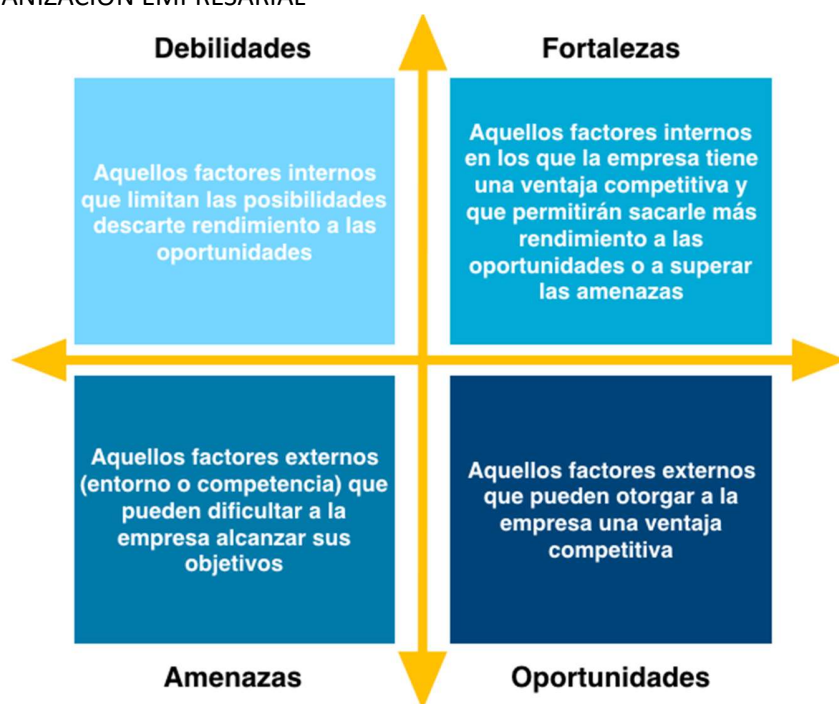 Debilidades
Fortalezas
Aquellos factores internos
que limitan las posibilidades
descarte rendimiento a las
oportunidades
Aquellos factores internos
en los que la empresa tiene
una ventaja competitiva y
que permitirán sacarle más
rendimiento a las
oportunidades o a superar
las amenazas
Aquellos factores externos
(entorno o competencia) que
pueden dificultar a la
empresa alcanzar sus
objetivos
Aquellos factores externos
que pueden otorgar a la
empresa una ventaja
competitiva
Amenazas
Oportunidades